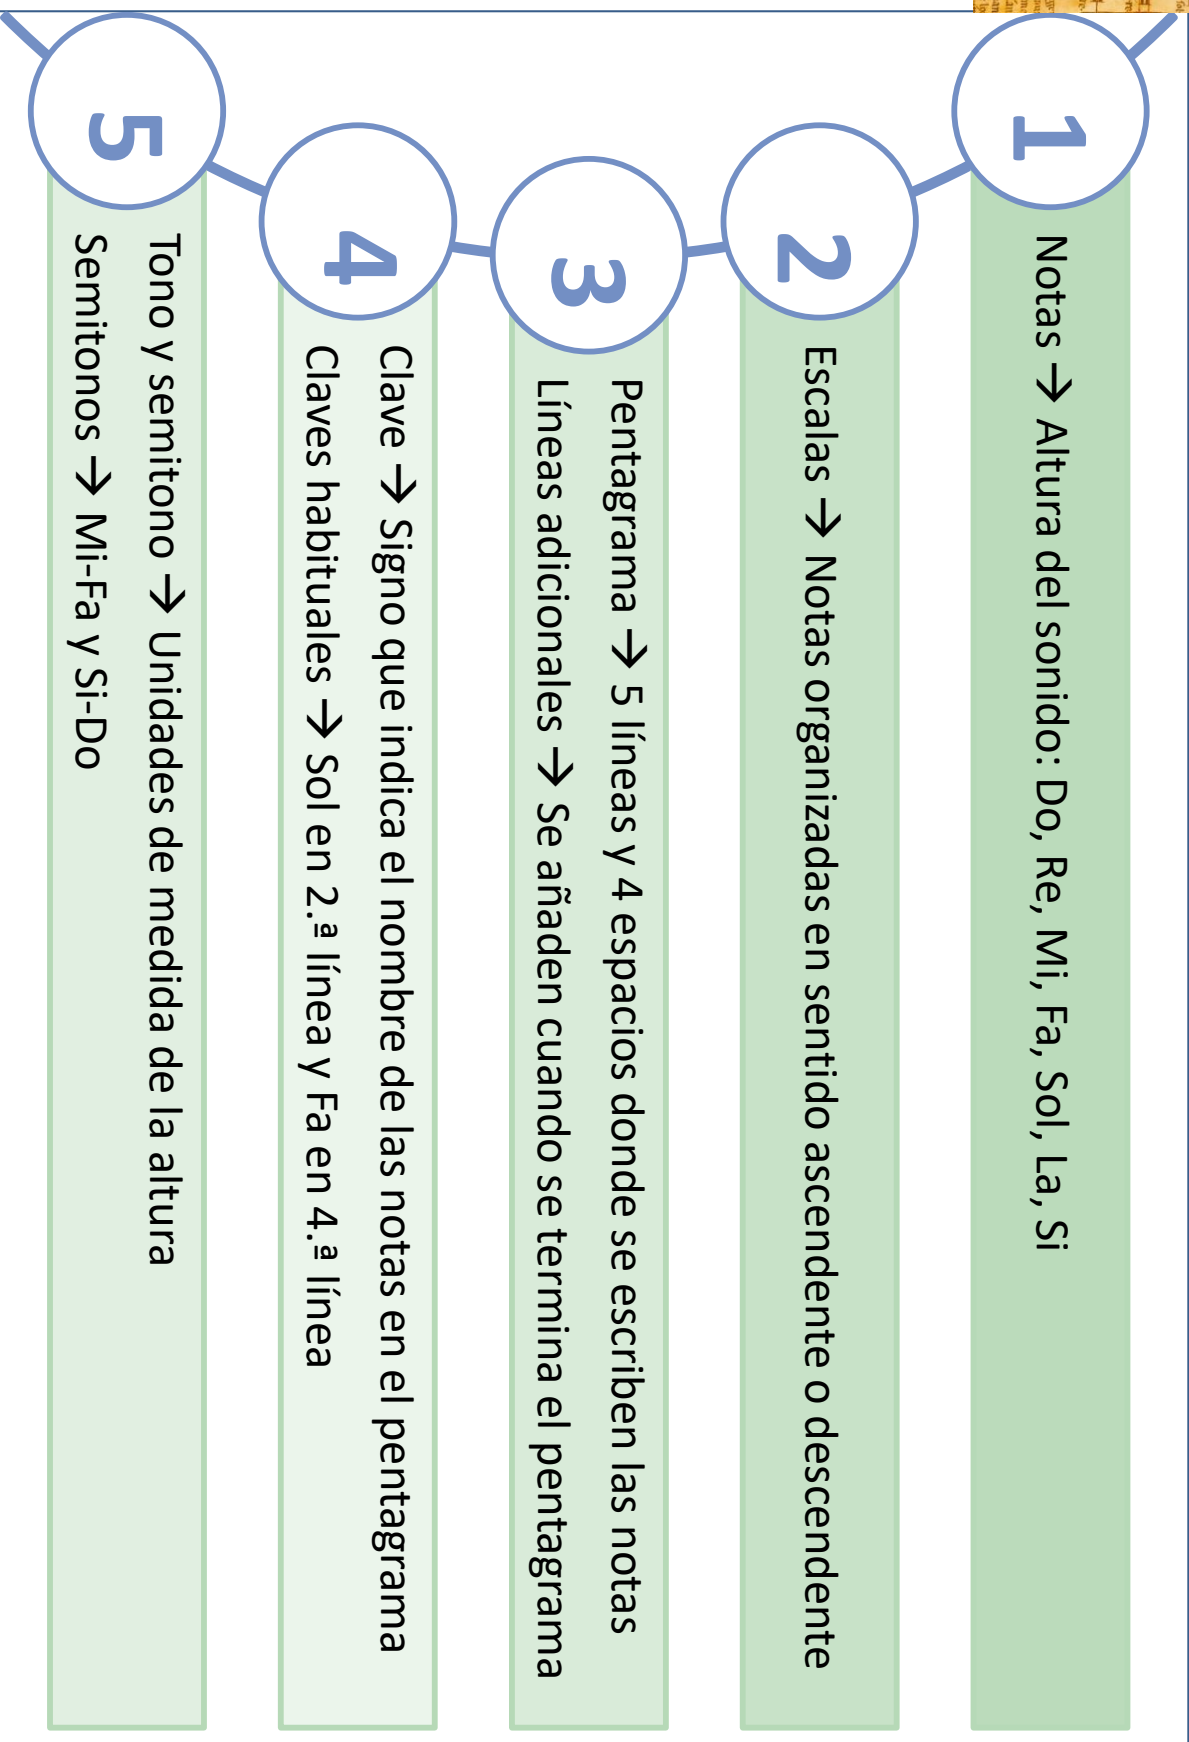 1
Notas → Altura del sonido: Do, Re, Mi, Fa, Sol, La, Si
2
Escalas → Notas organizadas en sentido ascendente o descendente
3
Pentagrama → 5 líneas y 4 espacios donde se escriben las notas
Líneas adicionales → Se añaden cuando se termina el pentagrama
4
Clave → Signo que indica el nombre de las notas en el pentagrama
Claves habituales → Sol en 2.ª línea y Fa en 4.ª línea
5
Tono y semitono → Unidades de medida de la altura
Semitonos → Mi-Fa y Si-Do